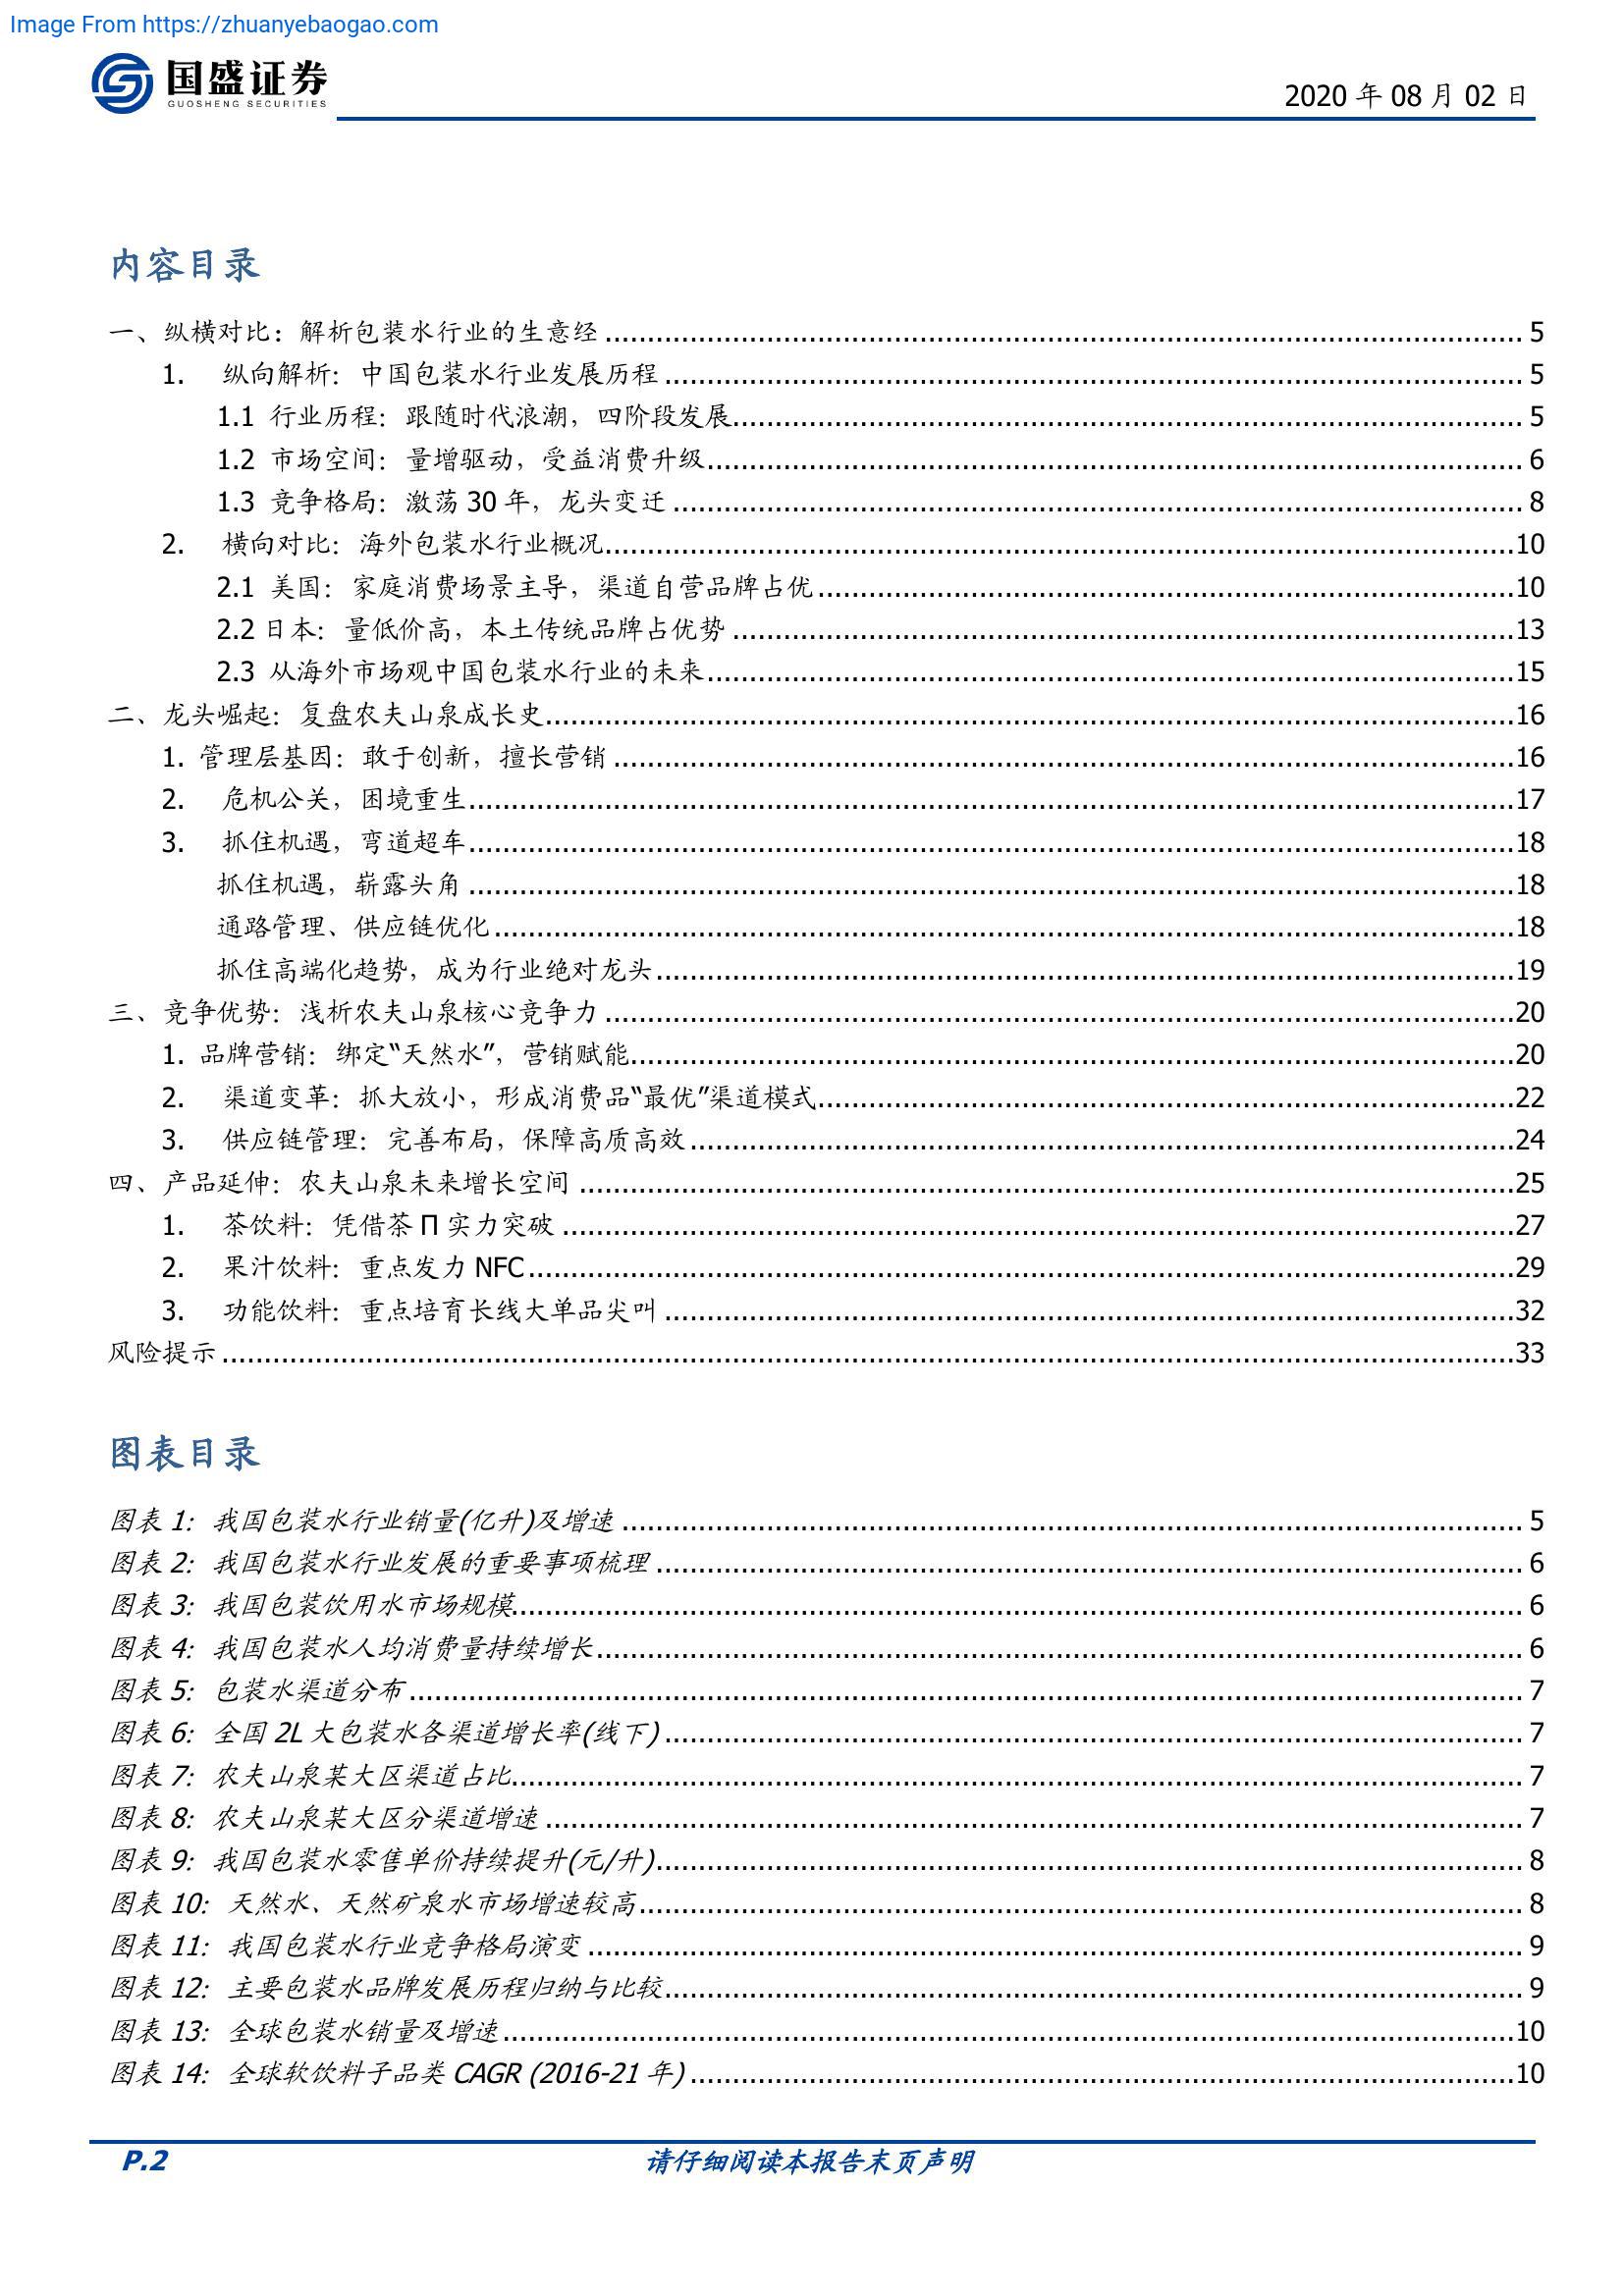 Image From https://zhuanyebaogao.com
国盛证券
GUOSHENG SECURITIES
2020 年 08 月 02 日
内容目录
一、纵横对比：解析包装水行业的生意经 ........ 5
1. 纵向解析：中国包装水行业发展历程 ........ 5
1.1 行业历程：跟随时代浪潮，四阶段发展........ 5
1.2 市场空间：量增驱动，受益消费升级........ 6
1.3 竞争格局：激荡 30 年，龙头变迁 ........ 8
2. 横向对比：海外包装水行业概况........10
2.1 美国：家庭消费场景主导，渠道自营品牌占优 ........10
2.2 日本：量低价高，本土传统品牌占优势 ........13
2.3 从海外市场观中国包装水行业的未来........15
二、龙头崛起：复盘农夫山泉成长史........16
1. 管理层基因：敢于创新，擅长营销 ........16
2. 危机公关，困境重生........17
3. 抓住机遇，弯道超车........18
抓住机遇，崭露头角 ........18
通路管理、供应链优化 ........18
抓住高端化趋势，成为行业绝对龙头 ........19
三、竞争优势：浅析农夫山泉核心竞争力 ........20
1. 品牌营销：绑定“天然水”，营销赋能........20
2. 渠道变革：抓大放小，形成消费品“最优”渠道模式........22
3. 供应链管理：完善布局，保障高质高效 ........24
四、产品延伸：农夫山泉未来增长空间 ........25
1. 茶饮料：凭借茶 Π 实力突破 ........27
2. 果汁饮料：重点发力 NFC ........29
3. 功能饮料：重点培育长线大单品尖叫 ........32
风险提示 ........33
图表目录
图表 1：我国包装水行业销量(亿升)及增速 ........ 5
图表 2：我国包装水行业发展的重要事项梳理 ........ 6
图表 3：我国包装饮用水市场规模........ 6
图表 4：我国包装水人均消费量持续增长........ 6
图表 5：包装水渠道分布 ........ 7
图表 6：全国 2L 大包装水各渠道增长率(线下) ........ 7
图表 7：农夫山泉某大区渠道占比........ 7
图表 8：农夫山泉某大区分渠道增速 ........ 7
图表 9：我国包装水零售单价持续提升(元/升)........ 8
图表 10：天然水、天然矿泉水市场增速较高........ 8
图表 11：我国包装水行业竞争格局演变 ........ 9
图表 12：主要包装水品牌发展历程归纳与比较........ 9
图表 13：全球包装水销量及增速........10
图表 14：全球软饮料子品类 CAGR (2016-21 年) ........10
P.2 请仔细阅读本报告末页声明